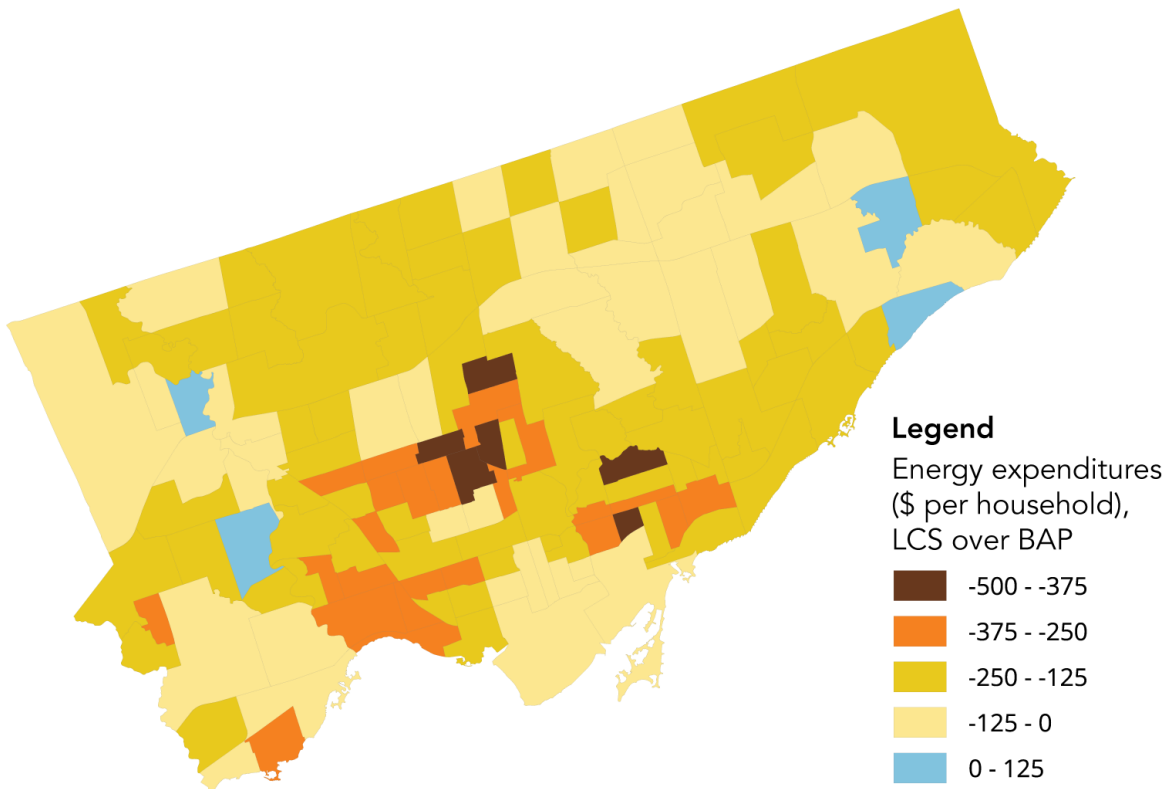 Legend
Energy expenditures
($ per household),
LCS over BAP
-500 - -375
-375 - -250
-250 - -125
-125 - 0
0 - 125